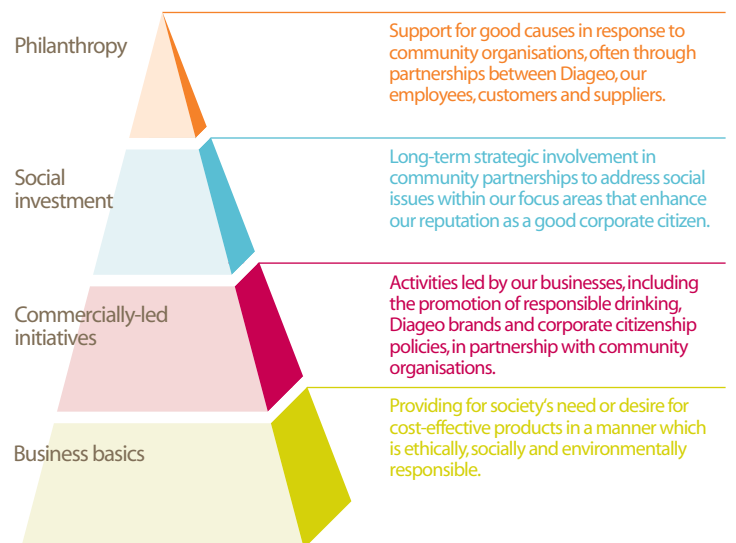 Philanthropy
Support for good causes in response to
community organisations, often through
partnerships between Diageo, our
employees, customers and suppliers.
Social
investment
Long-term strategic involvement in
community partnerships to address social
issues within our focus areas that enhance
our reputation as a good corporate citizen.
Commercially-led
initiatives
Activities led by our businesses, including
the promotion of responsible drinking,
Diageo brands and corporate citizenship
policies, in partnership with community
organisations.
Business basics
Providing for society's need or desire for
cost-effective products in a manner which
is ethically, socially and environmentally
responsible.